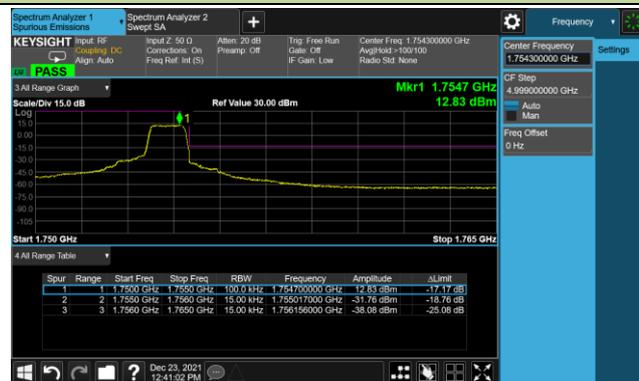 Spectrum Analyzer 1
Spurious Emissions
Spectrum Analyzer 2
Swept SA
+
Frequency
KEYSIGHT
Input: RF
Coupling: DC
Align: Auto
Input Z: 50 Ω
Corrections: On
Freq Ref: Int (S)
Atten: 20 dB
Preamp: Off
Trig: Free Run
Gate: Off
IF Gain: Low
Center Freq: 1.754300000 GHz
Avg|Hold:>100/100
Radio Std: None
PASS
Center Frequency
1.754300000 GHz
Settings
CF Step
4.999000000 GHz
Auto
Man
Freq Offset
0 Hz
3 All Range Graph
Mkr1 1.7547 GHz
Scale/Div 15.0 dB
Ref Value 30.00 dBm
12.83 dBm
Log
1
15.0
0.00
-15.0
-30.0
-45.0
-60.0
-75.0
-90.0
-105
Start 1.750 GHz
Stop 1.765 GHz
4 All Range Table
Spur Range Start Freq Stop Freq RBW Frequency Amplitude ΔLimit
1 1 1.7500 GHz 1.7550 GHz 100.0 kHz 1.754700000 GHz 12.83 dBm -17.17 dB
2 2 1.7550 GHz 1.7560 GHz 15.00 kHz 1.755017000 GHz -31.76 dBm -18.76 dB
3 3 1.7560 GHz 1.7650 GHz 15.00 kHz 1.756156000 GHz -38.08 dBm -25.08 dB
?
Dec 23, 2021
12:41:02 PM